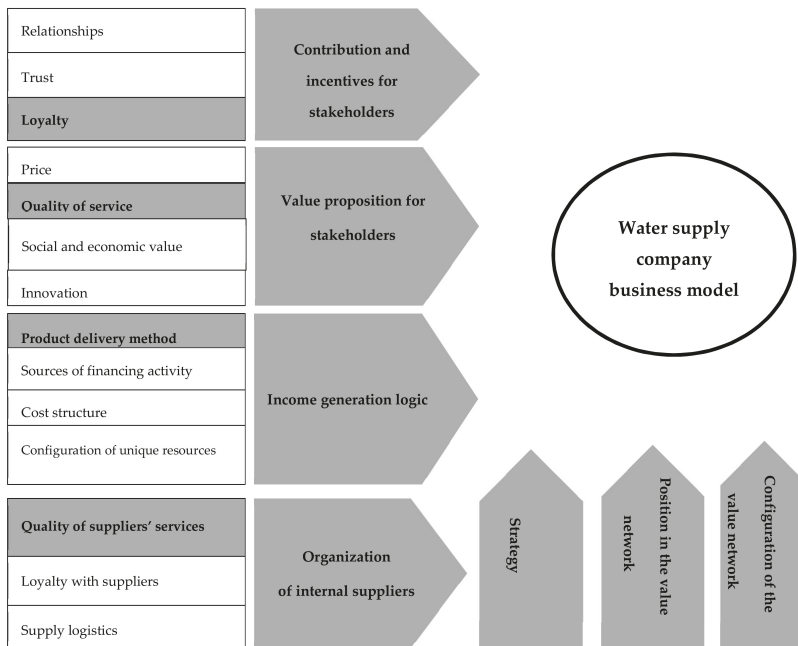 Relationships
Trust
Loyalty
Contribution and
incentives for
stakeholders
Price
Quality of service
Social and economic value
Innovation
Value proposition for
stakeholders
Product delivery method
Sources of financing activity
Cost structure
Configuration of unique resources
Income generation logic
Quality of suppliers’ services
Loyalty with suppliers
Supply logistics
Organization
of internal suppliers
Water supply
company
business model
Strategy
Position in the value
network
Configuration of the
value network